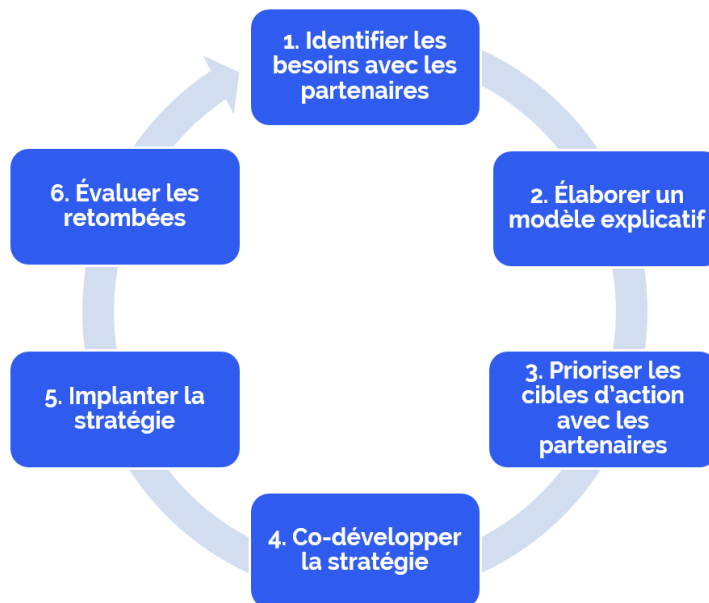 1. Identifier les
besoins avec les
partenaires
2. Élaborer un
modèle explicatif
3. Prioriser les
cibles d'action
avec les
partenaires
4. Co-développer
la stratégie
5. Implanter la
stratégie
6. Évaluer les
retombées